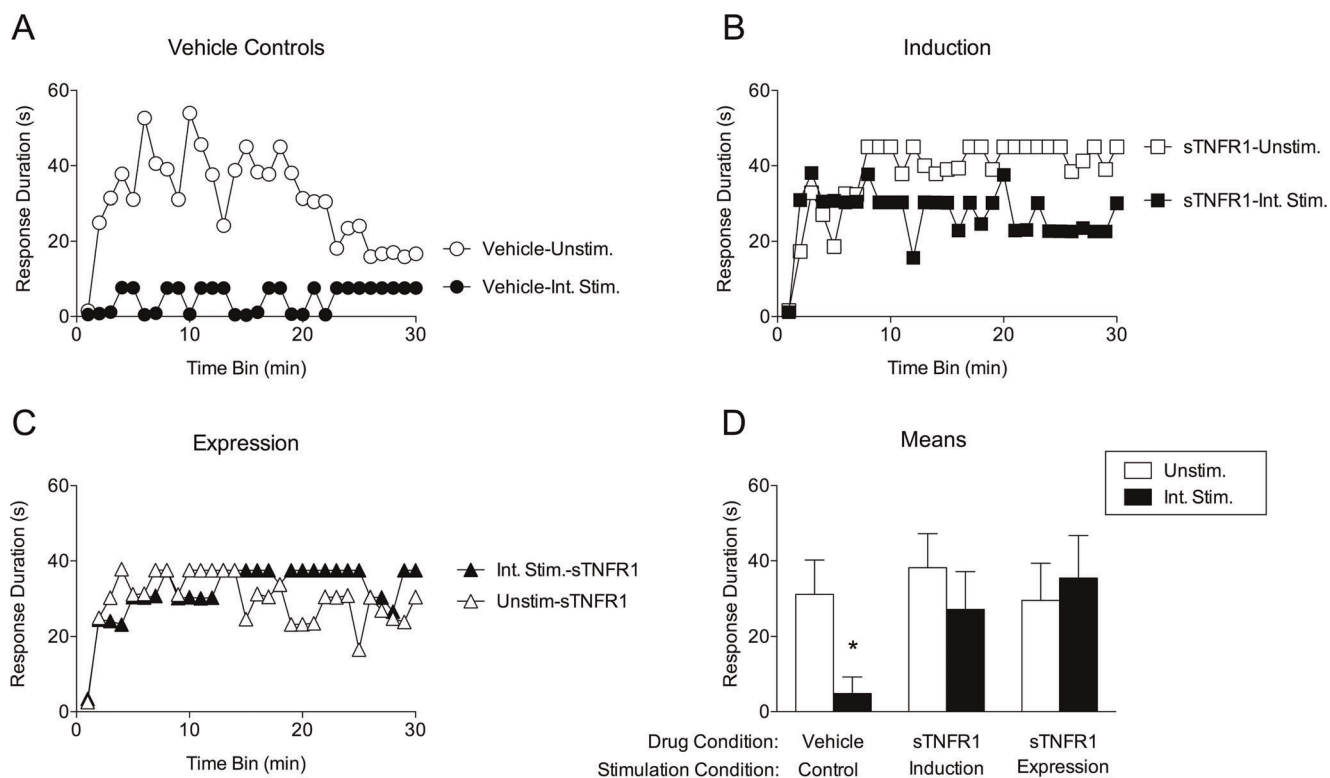 A
Vehicle Controls
Response Duration (s)
60
40
20
0
0 10 20 30
Time Bin (min)
Vehicle-Unstim.
Vehicle-Int. Stim.
B
Induction
Response Duration (s)
60
40
20
0
0 10 20 30
Time Bin (min)
sTNFR1-Unstim.
sTNFR1-Int. Stim.
C
Expression
Response Duration (s)
60
40
20
0
0 10 20 30
Time Bin (min)
Int. Stim.-sTNFR1
Unstim-sTNFR1
D
Means
Unstim.
Int. Stim.
Response Duration (s)
60
40
20
0
*
Drug Condition: Vehicle sTNFR1 sTNFR1
Stimulation Condition: Control Induction Expression